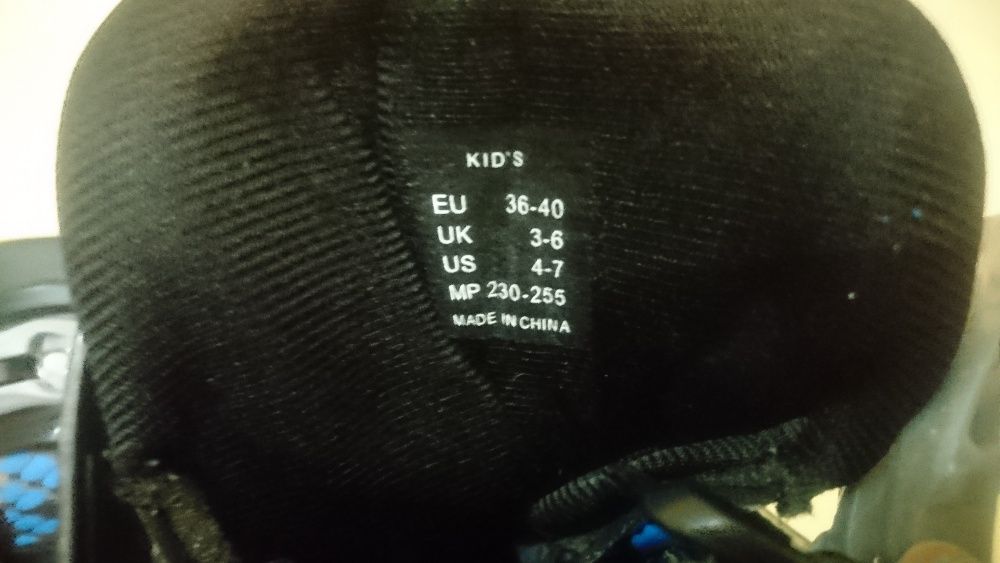 KID'S
EU 36-40
UK 3-6
US 4-7
MP 230-255
MADE IN CHINA